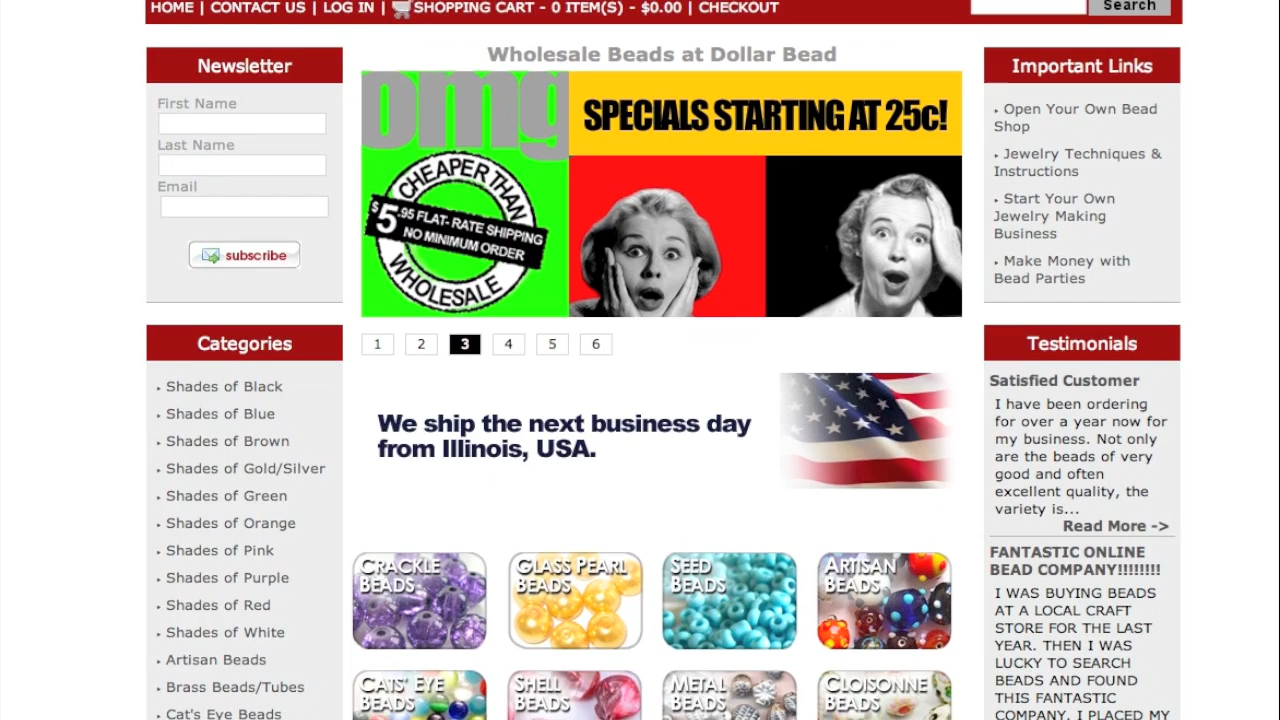 HOME | CONTACT US | LOG IN | SHOPPING CART - 0 ITEM(S) - $0.00 | CHECKOUT
Search
Newsletter
First Name
Last Name
Email
subscribe
Categories
Shades of Black
Shades of Blue
Shades of Brown
Shades of Gold/Silver
Shades of Green
Shades of Orange
Shades of Pink
Shades of Purple
Shades of Red
Shades of White
Artisan Beads
Brass Beads/Tubes
Cat's Eye Beads
Wholesale Beads at Dollar Bead
omg
SPECIALS STARTING AT 25c!
CHEAPER THAN
$5.95 FLAT-RATE SHIPPING
NO MINIMUM ORDER
WHOLESALE
1 2 3 4 5 6
We ship the next business day
from Illinois, USA.
CRACKLE
BEADS
GLASS PEARL
BEADS
SEED
BEADS
ARTISAN
BEADS
CATS' EYE
BEADS
SHELL
BEADS
METAL
BEADS
CLOISONNE
BEADS
Important Links
Open Your Own Bead
Shop
Jewelry Techniques &
Instructions
Start Your Own
Jewelry Making
Business
Make Money with
Bead Parties
Testimonials
Satisfied Customer
I have been ordering
for over a year now for
my business. Not only
are the beads of very
good and often
excellent quality, the
variety is...
Read More ->
FANTASTIC ONLINE
BEAD COMPANY!!!!!!!!
I WAS BUYING BEADS
AT A LOCAL CRAFT
STORE FOR THE LAST
YEAR. THEN I WAS
LUCKY TO SEARCH
BEADS AND FOUND
THIS FANTASTIC
COMPANY. I PLACED MY